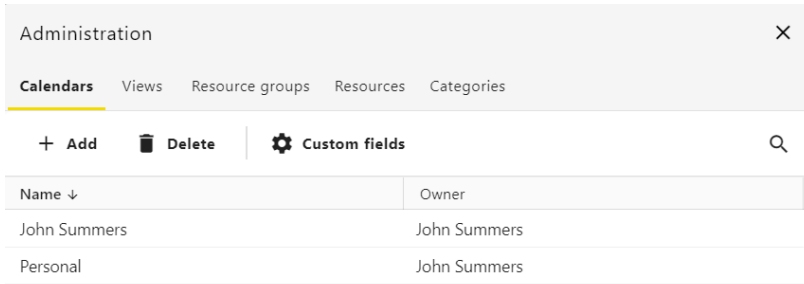 Administration
Calendars Views Resource groups Resources Categories
Add Delete Custom fields
Name Owner
John Summers John Summers
Personal John Summers